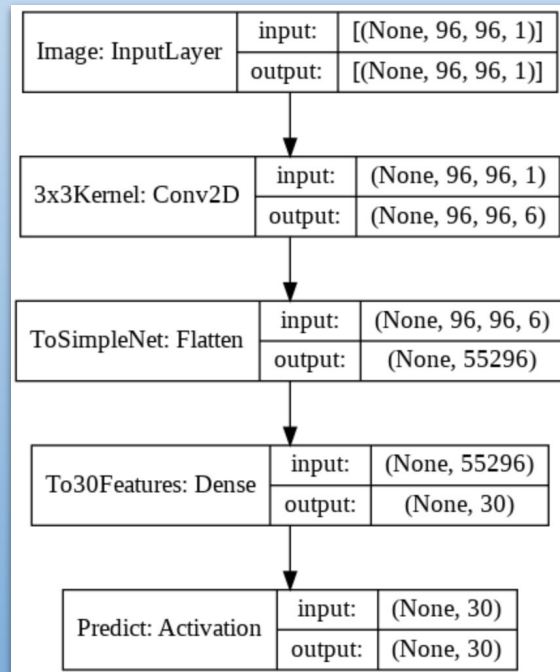 Image: InputLayer
input: [(None, 96, 96, 1)]
output: [(None, 96, 96, 1)]
3x3Kernel: Conv2D
input: (None, 96, 96, 1)
output: (None, 96, 96, 6)
ToSimpleNet: Flatten
input: (None, 96, 96, 6)
output: (None, 55296)
To30Features: Dense
input: (None, 55296)
output: (None, 30)
Predict: Activation
input: (None, 30)
output: (None, 30)